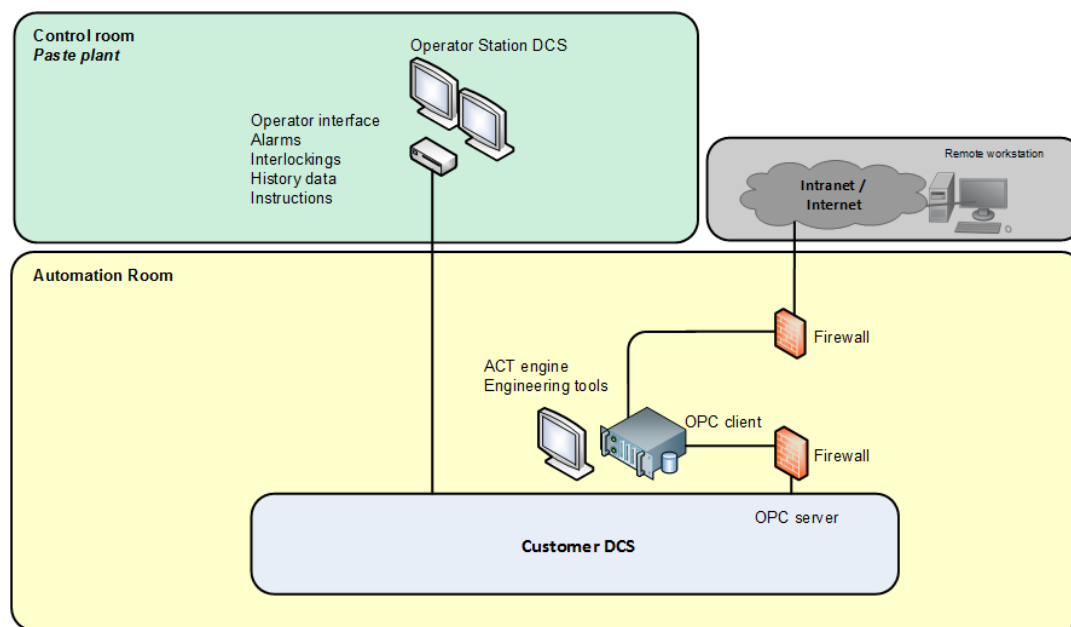 Control room
Paste plant
Operator Station DCS
Operator interface
Alarms
Interlockings
History data
Instructions
Remote workstation
Intranet /
Internet
Automation Room
Firewall
ACT engine
Engineering tools
OPC client
Firewall
OPC server
Customer DCS